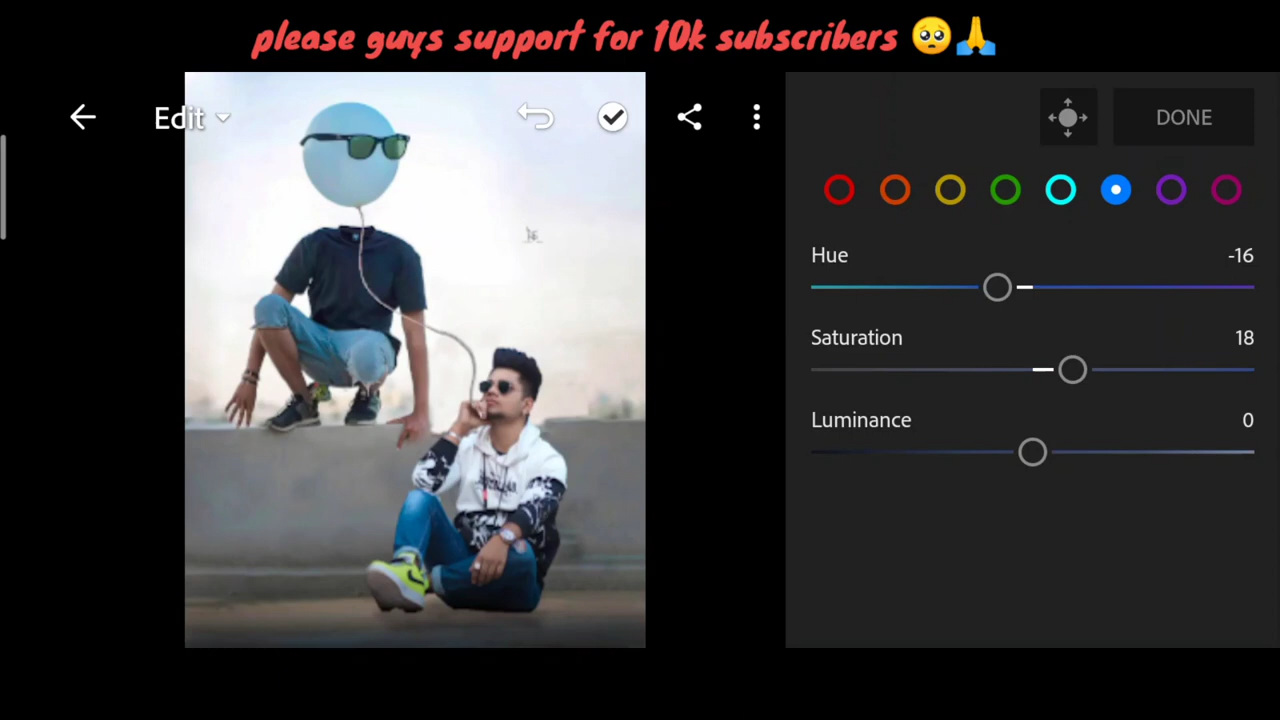 please guys support for 10k subscribers 🥺🙏
Edit
DONE
Hue -16
Saturation 18
Luminance 0